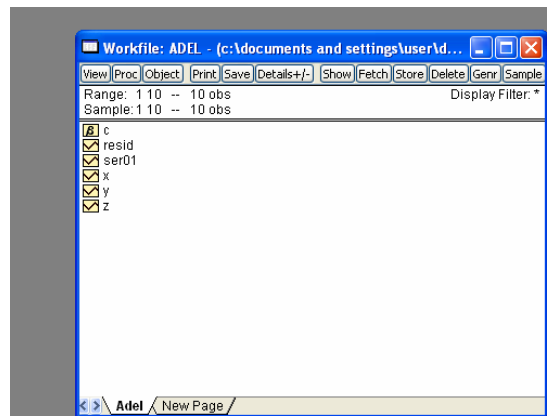 Workfile: ADEL - (c:\documents and settings\user\d...
View Proc Object Print Save Details+/- Show Fetch Store Delete Genr Sample
Range: 1 10 -- 10 obs Display Filter: *
Sample: 1 10 -- 10 obs
β c
resid
ser01
x
y
z
Adel New Page